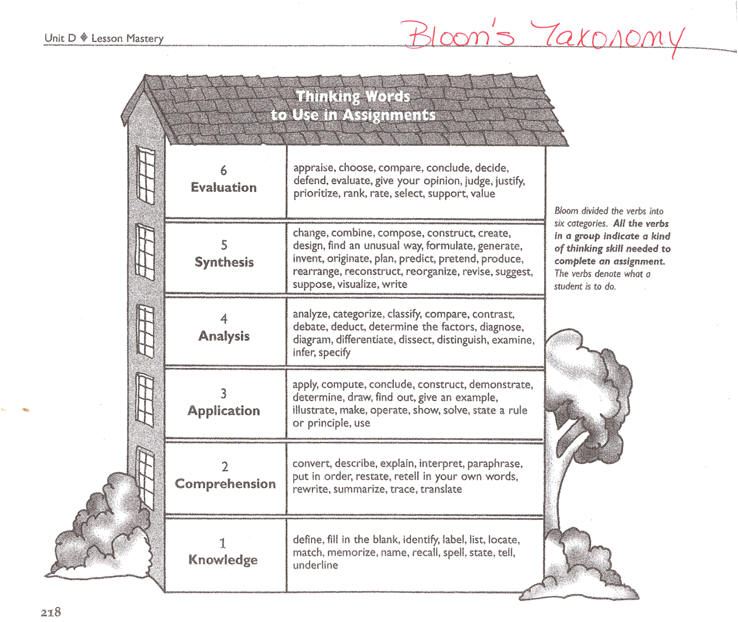 Unit D ♦ Lesson Mastery
Bloom's Taxonomy
Thinking Words
to Use in Assignments
6
Evaluation
appraise, choose, compare, conclude, decide,
defend, evaluate, give your opinion, judge, justify,
prioritize, rank, rate, select, support, value
5
Synthesis
change, combine, compose, construct, create,
design, find an unusual way, formulate, generate,
invent, originate, plan, predict, pretend, produce,
rearrange, reconstruct, reorganize, revise, suggest,
suppose, visualize, write
4
Analysis
analyze, categorize, classify, compare, contrast,
debate, deduct, determine the factors, diagnose,
diagram, differentiate, dissect, distinguish, examine,
infer, specify
3
Application
apply, compute, conclude, construct, demonstrate,
determine, draw, find out, give an example,
illustrate, make, operate, show, solve, state a rule
or principle, use
2
Comprehension
convert, describe, explain, interpret, paraphrase,
put in order, restate, retell in your own words,
rewrite, summarize, trace, translate
1
Knowledge
define, fill in the blank, identify, label, list, locate,
match, memorize, name, recall, spell, state, tell,
underline
Bloom divided the verbs into
six categories. All the verbs
in a group indicate a kind
of thinking skill needed to
complete an assignment.
The verbs denote what a
student is to do.
218